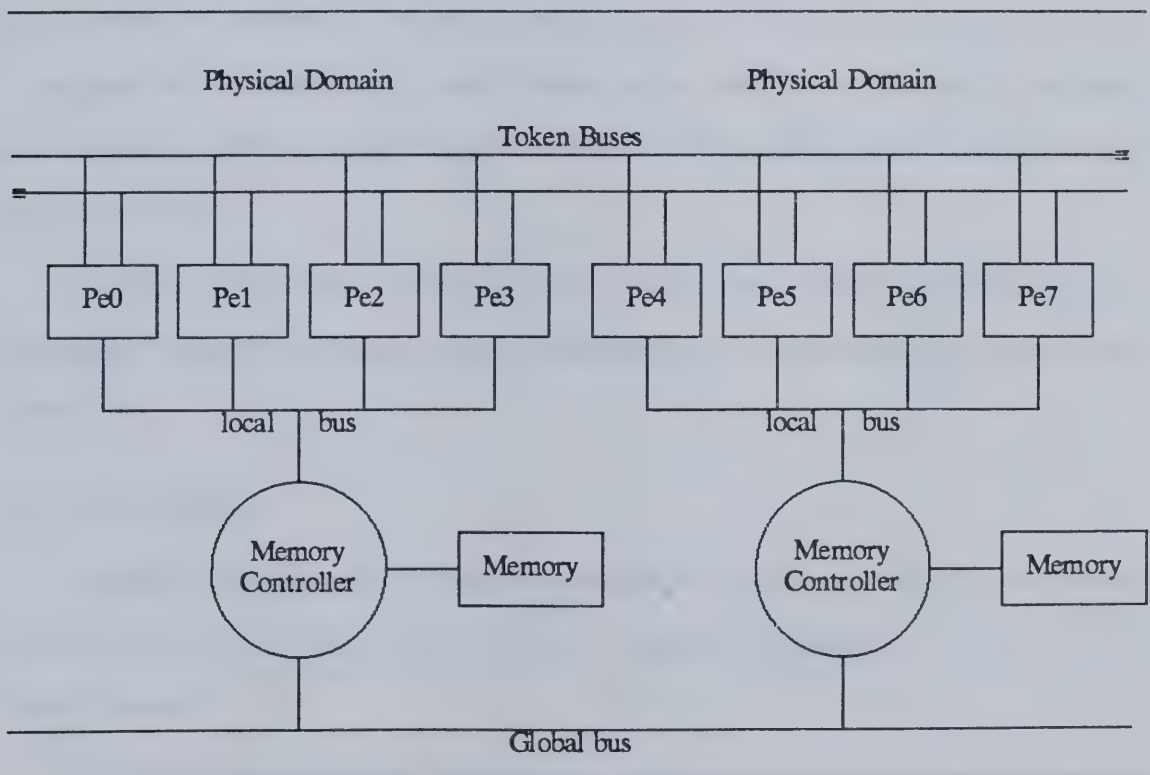 Physical Domain
Physical Domain
Token Buses
Pe0
Pe1
Pe2
Pe3
Pe4
Pe5
Pe6
Pe7
local bus
local bus
Memory
Controller
Memory
Memory
Controller
Memory
Global bus